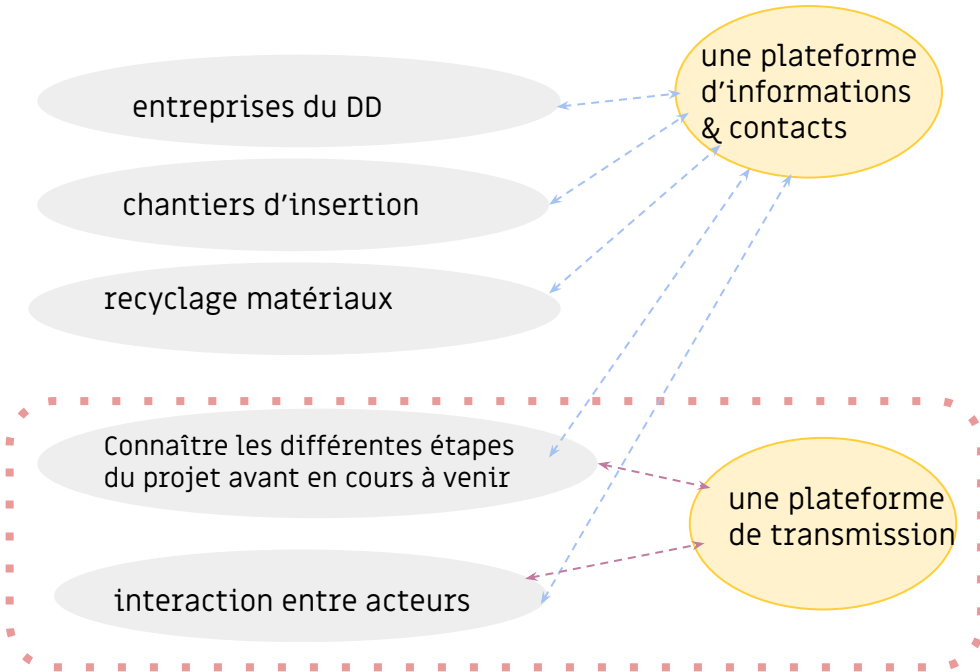 une plateforme
d'informations
& contacts
entreprises du DD
chantiers d'insertion
recyclage matériaux
Connaître les différentes étapes
du projet avant en cours à venir
une plateforme
de transmission
interaction entre acteurs